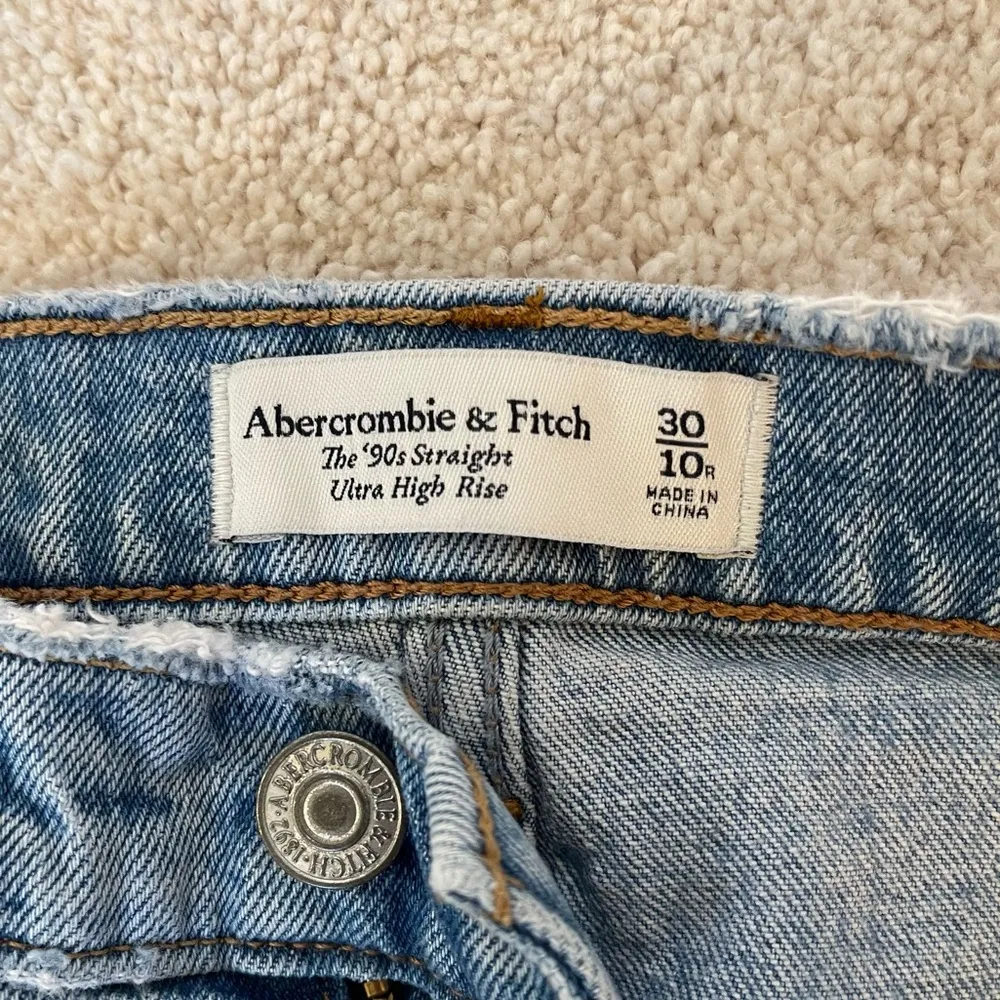 Abercrombie & Fitch
The '90s Straight
Ultra High Rise
30
10R
MADE IN
CHINA
ABERCROMBIE & FITCH · 1892 ·